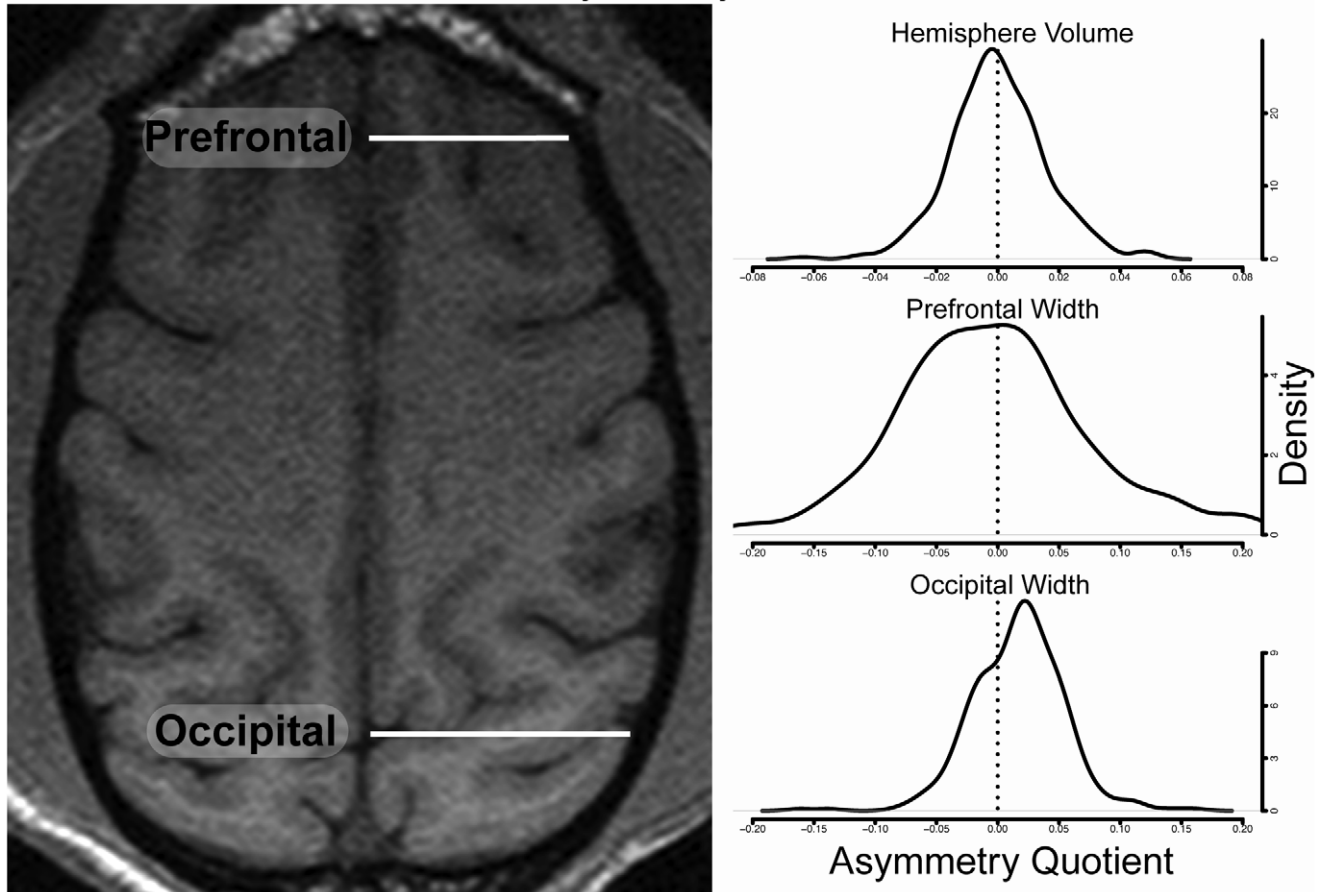 Prefrontal
Occipital
Hemisphere Volume
20
10
0
−0.08 −0.06 −0.04 −0.02 0.00 0.02 0.04 0.06 0.08
Prefrontal Width
4
2
0
−0.20 −0.15 −0.10 −0.05 0.00 0.05 0.10 0.15 0.20
Density
Occipital Width
9
6
3
0
−0.20 −0.15 −0.10 −0.05 0.00 0.05 0.10 0.15 0.20
Asymmetry Quotient